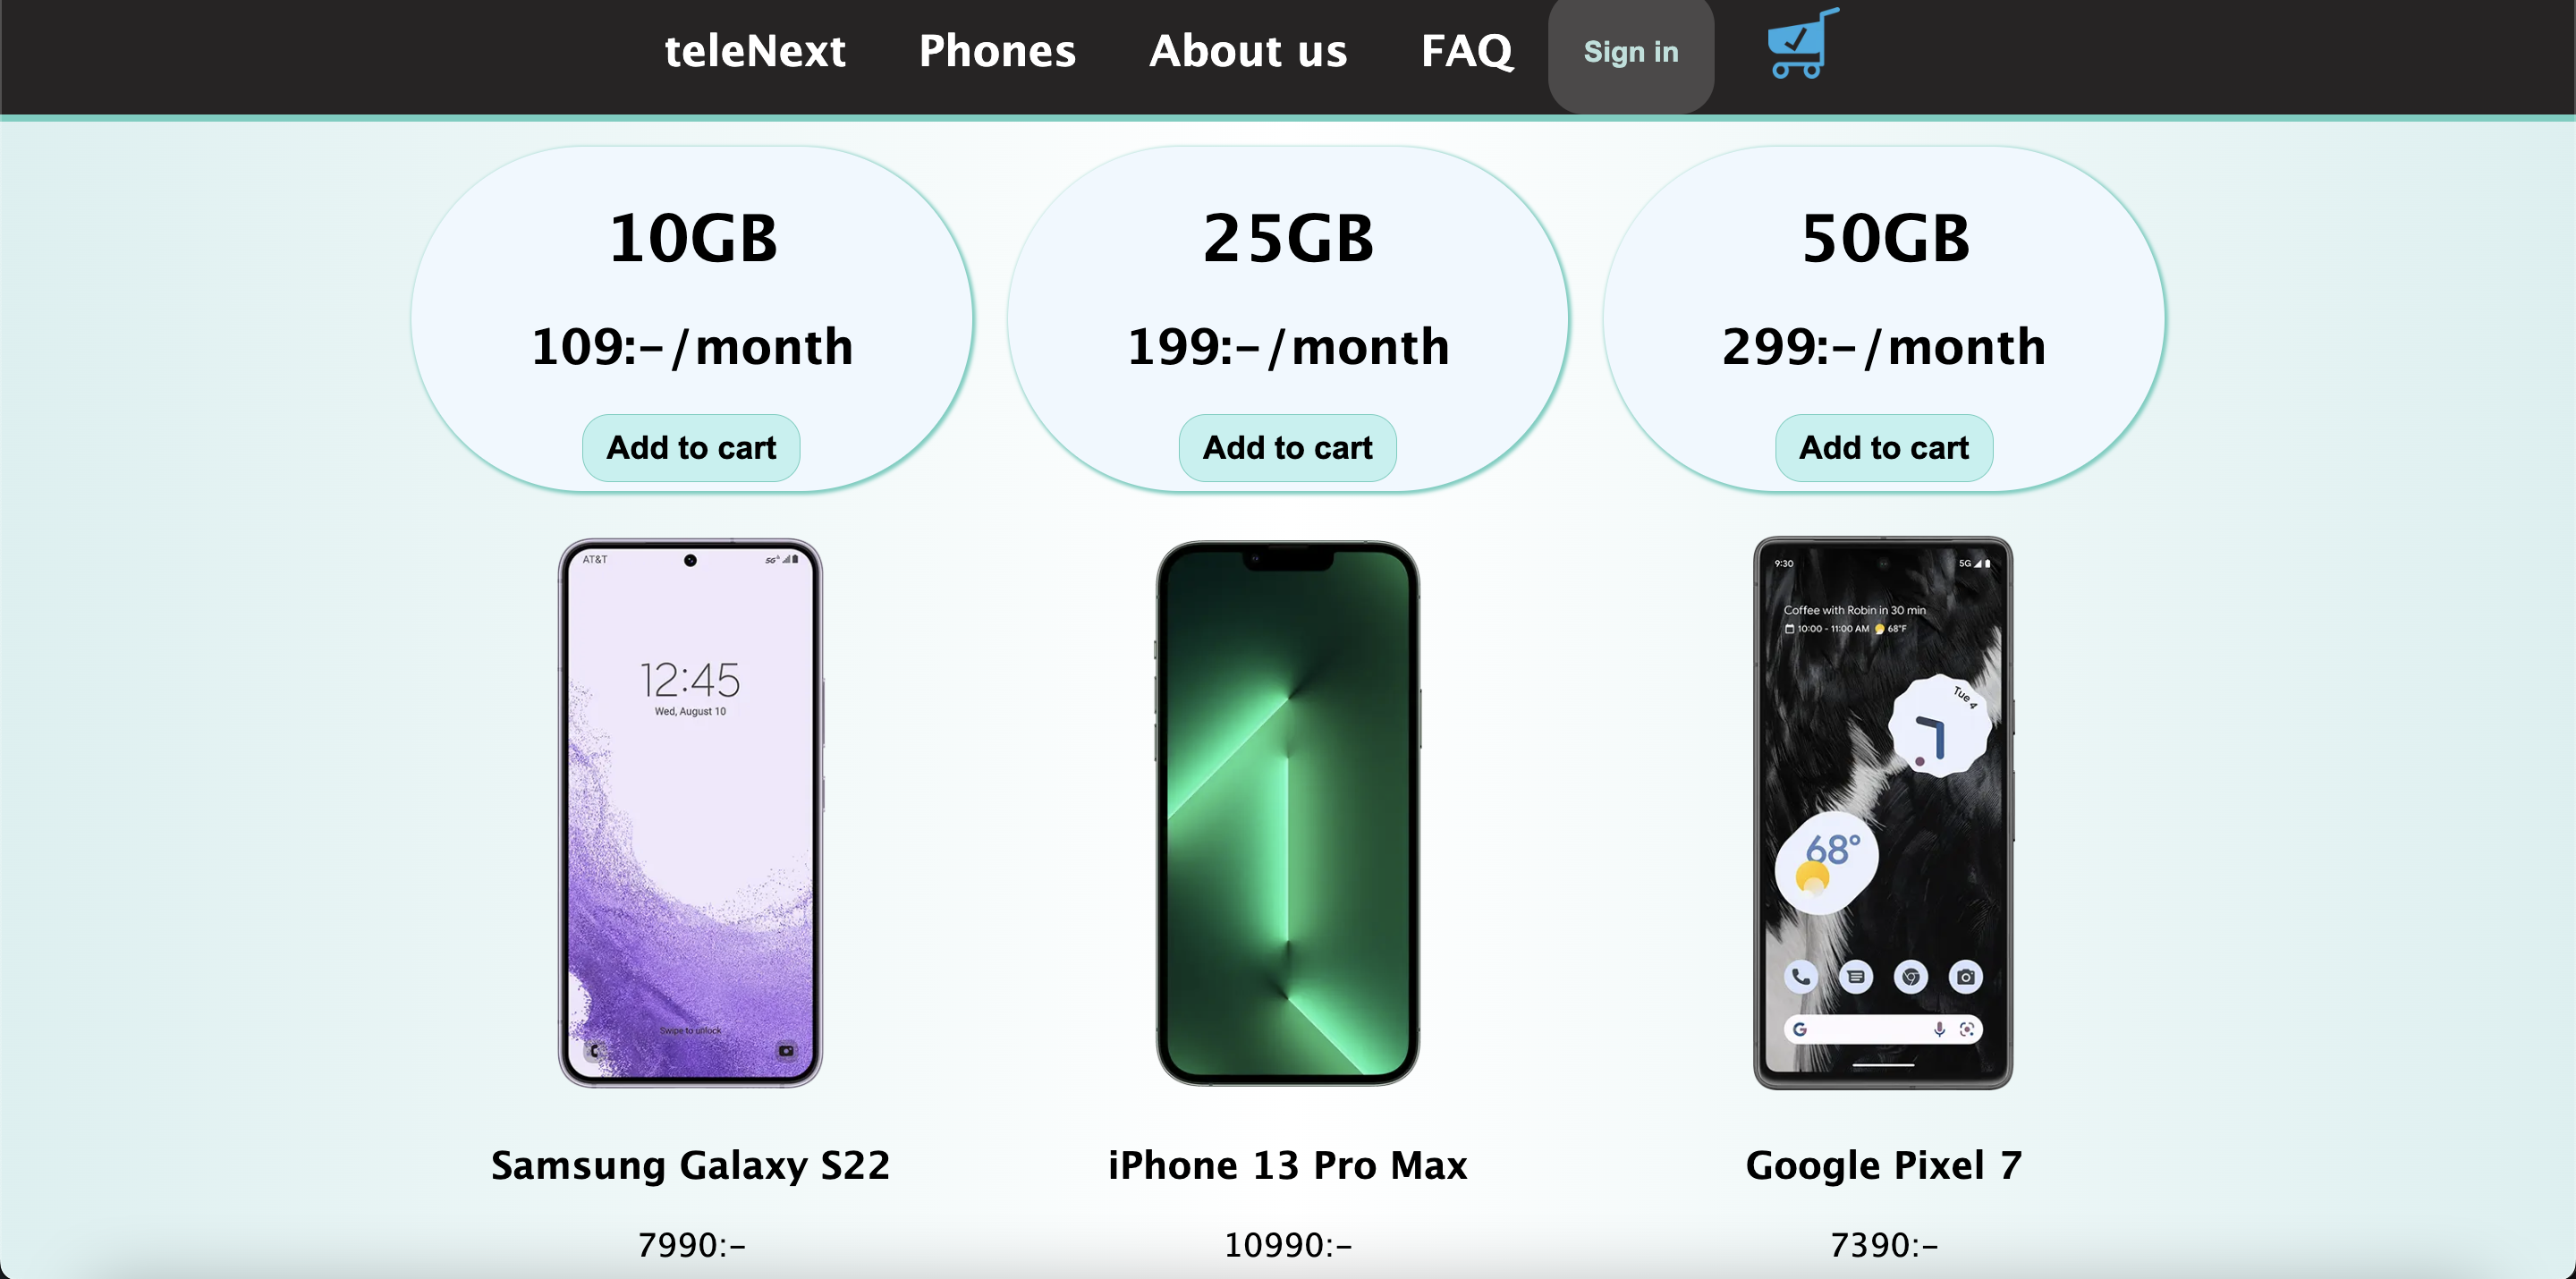 teleNext Phones About us FAQ Sign in
10GB
109:-/month
Add to cart
25GB
199:-/month
Add to cart
50GB
299:-/month
Add to cart
AT&T 5G
12:45
Wed, August 10
Swipe to unlock
9:30 5G
Coffee with Robin in 30 min
10:00 - 11:00 AM 68°F
Tue 4
68°
G
Samsung Galaxy S22
7990:-
iPhone 13 Pro Max
10990:-
Google Pixel 7
7390:-